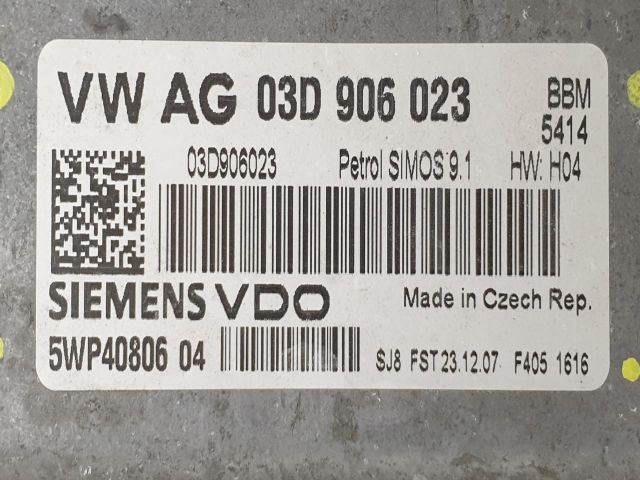 VW AG 03D 906 023 BBM
5414
03D906023 Petrol SIMOS 9.1 HW: H04
SIEMENS VDO Made in Czech Rep.
5WP40806 04 SJ8 FST 23.12.07 F405 1616